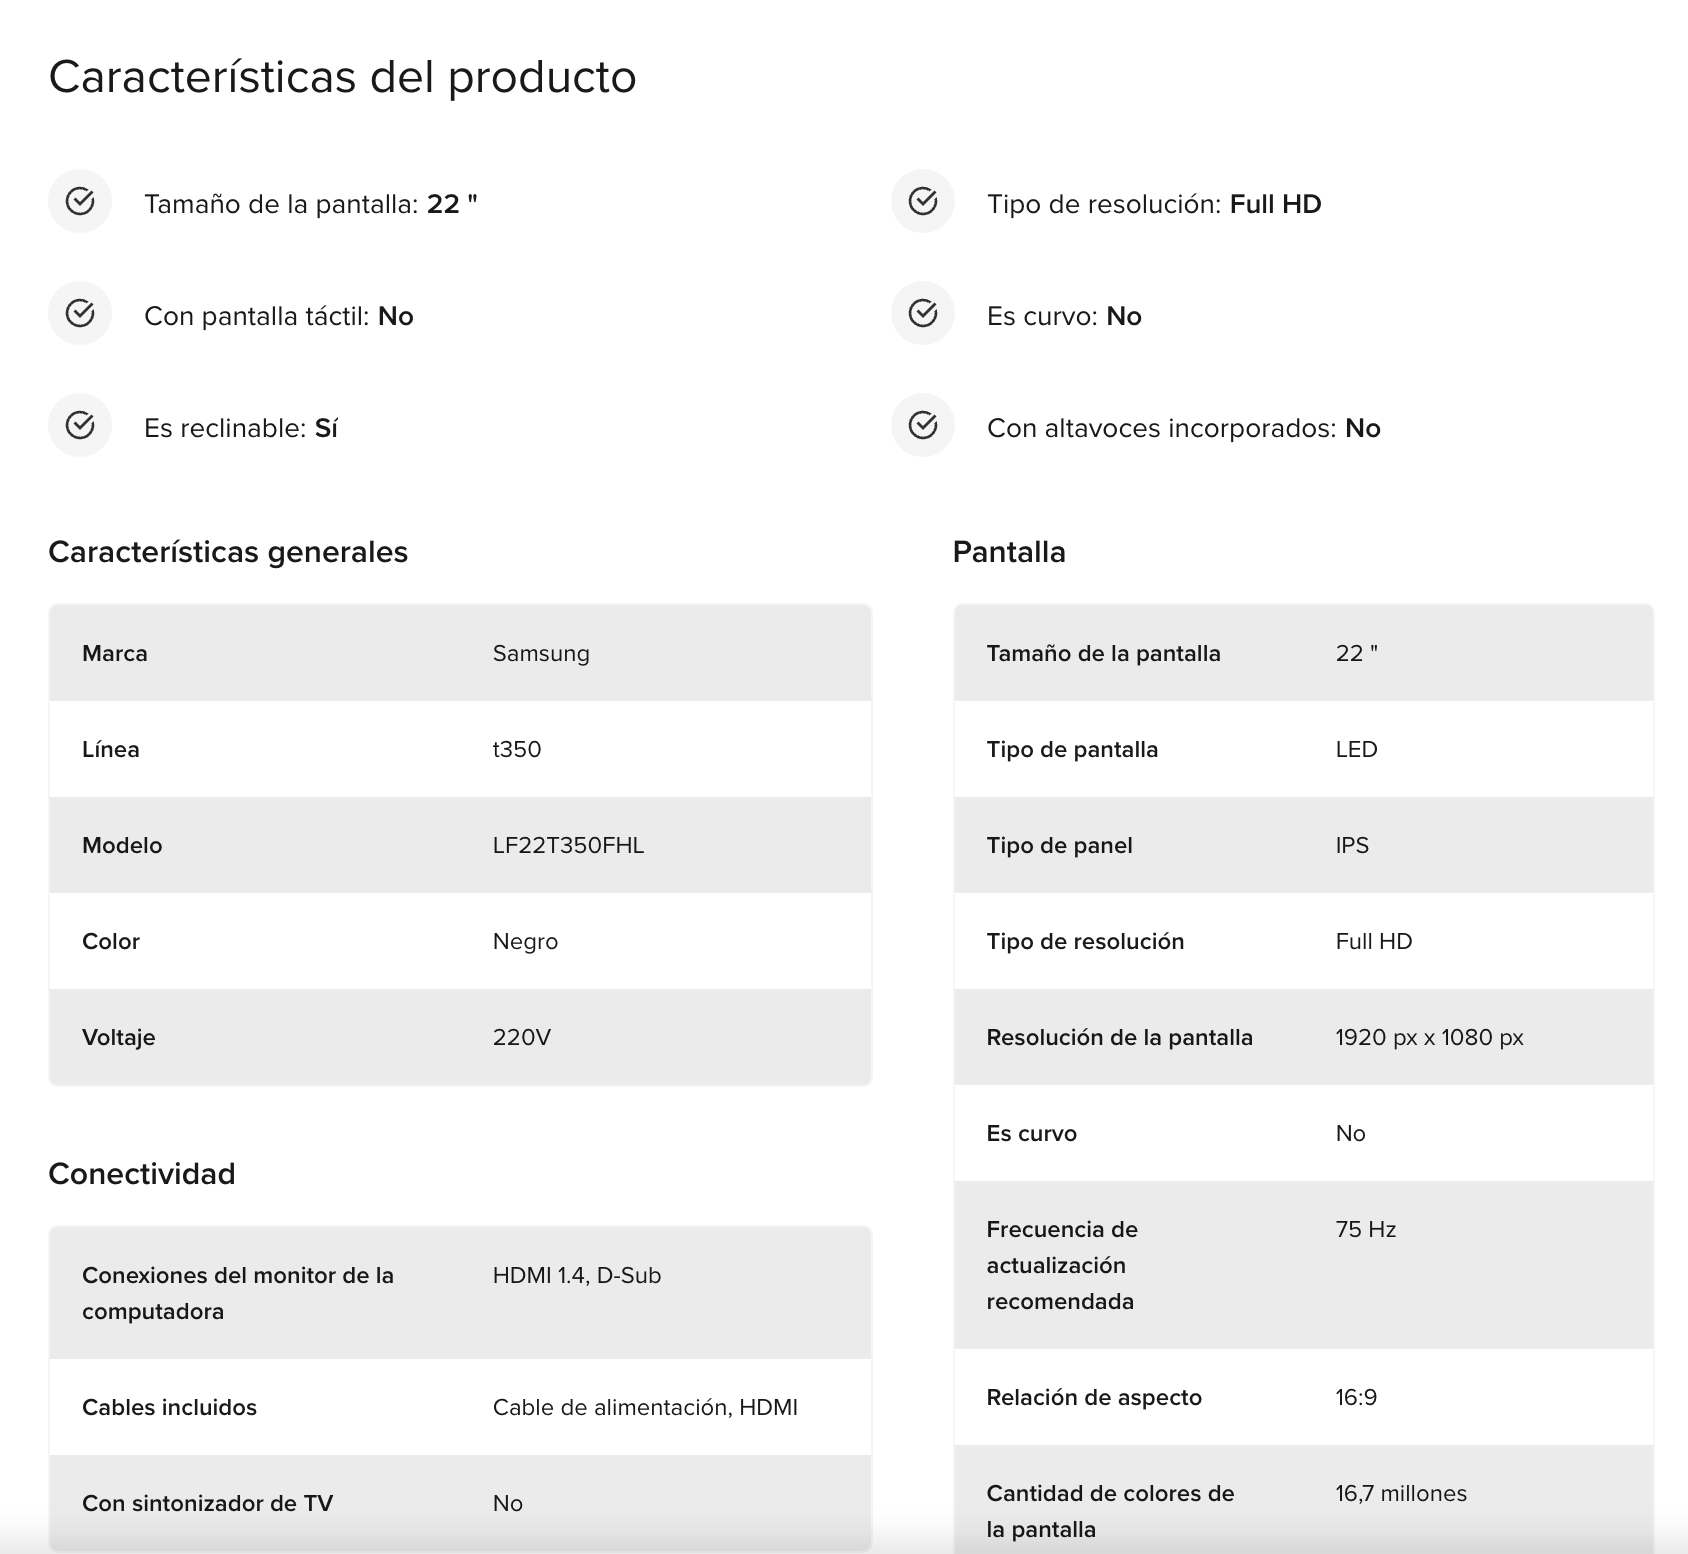 Características del producto
Tamaño de la pantalla: 22 "
Tipo de resolución: Full HD
Con pantalla táctil: No
Es curvo: No
Es reclinable: Sí
Con altavoces incorporados: No
Características generales
Marca Samsung
Línea t350
Modelo LF22T350FHL
Color Negro
Voltaje 220V
Conectividad
Conexiones del monitor de la HDMI 1.4, D-Sub
computadora
Cables incluidos Cable de alimentación, HDMI
Con sintonizador de TV No
Pantalla
Tamaño de la pantalla 22 "
Tipo de pantalla LED
Tipo de panel IPS
Tipo de resolución Full HD
Resolución de la pantalla 1920 px x 1080 px
Es curvo No
Frecuencia de 75 Hz
actualización
recomendada
Relación de aspecto 16:9
Cantidad de colores de 16,7 millones
la pantalla